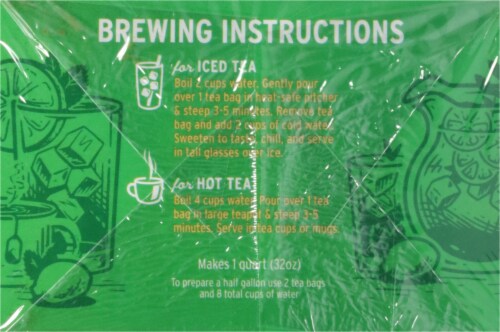 BREWING INSTRUCTIONS
for ICED TEA
Boil 2 cups water. Gently pour
over 1 tea bag in heat-safe pitcher
& steep 3-5 minutes. Remove tea
bag and add 2 cups of cold water.
Sweeten to taste, chill, and serve
in tall glasses over ice.
for HOT TEA
Boil 4 cups water. Pour over 1 tea
bag in large teapot & steep 3-5
minutes. Serve in tea cups or mugs.
Makes 1 quart (32oz)
To prepare a half gallon use 2 tea bags
and 8 total cups of water